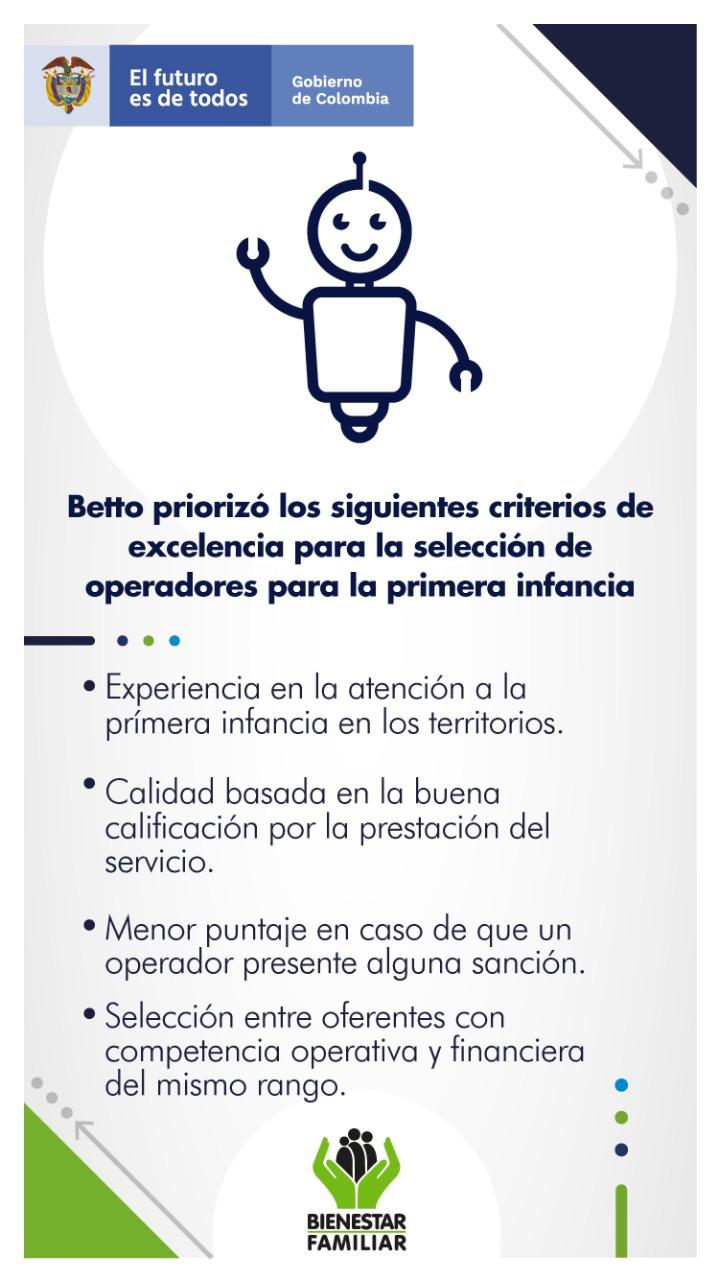 El futuro
es de todos
Gobierno
de Colombia
Betto priorizó los siguientes criterios de
excelencia para la selección de
operadores para la primera infancia
• Experiencia en la atención a la
prímera infancia en los territorios.
• Calidad basada en la buena
calificación por la prestación del
servicio.
• Menor puntaje en caso de que un
operador presente alguna sanción.
• Selección entre oferentes con
competencia operativa y financiera
del mismo rango.
BIENESTAR
FAMILIAR